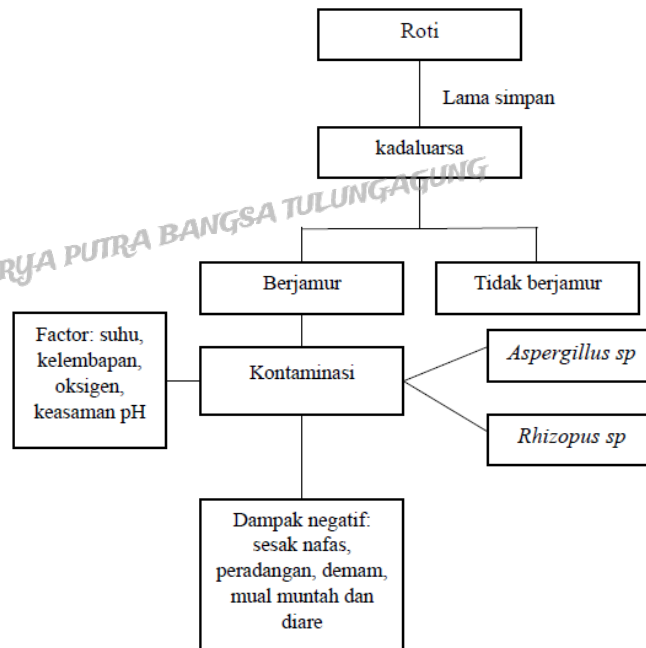 Roti
Lama simpan
kadaluarsa
RYA PUTRA BANGSA TULUNGAGUNG
Berjamur
Tidak berjamur
Factor: suhu,
kelembapan,
oksigen,
keasaman pH
Kontaminasi
Aspergillus sp
Rhizopus sp
Dampak negatif:
sesak nafas,
peradangan, demam,
mual muntah dan
diare